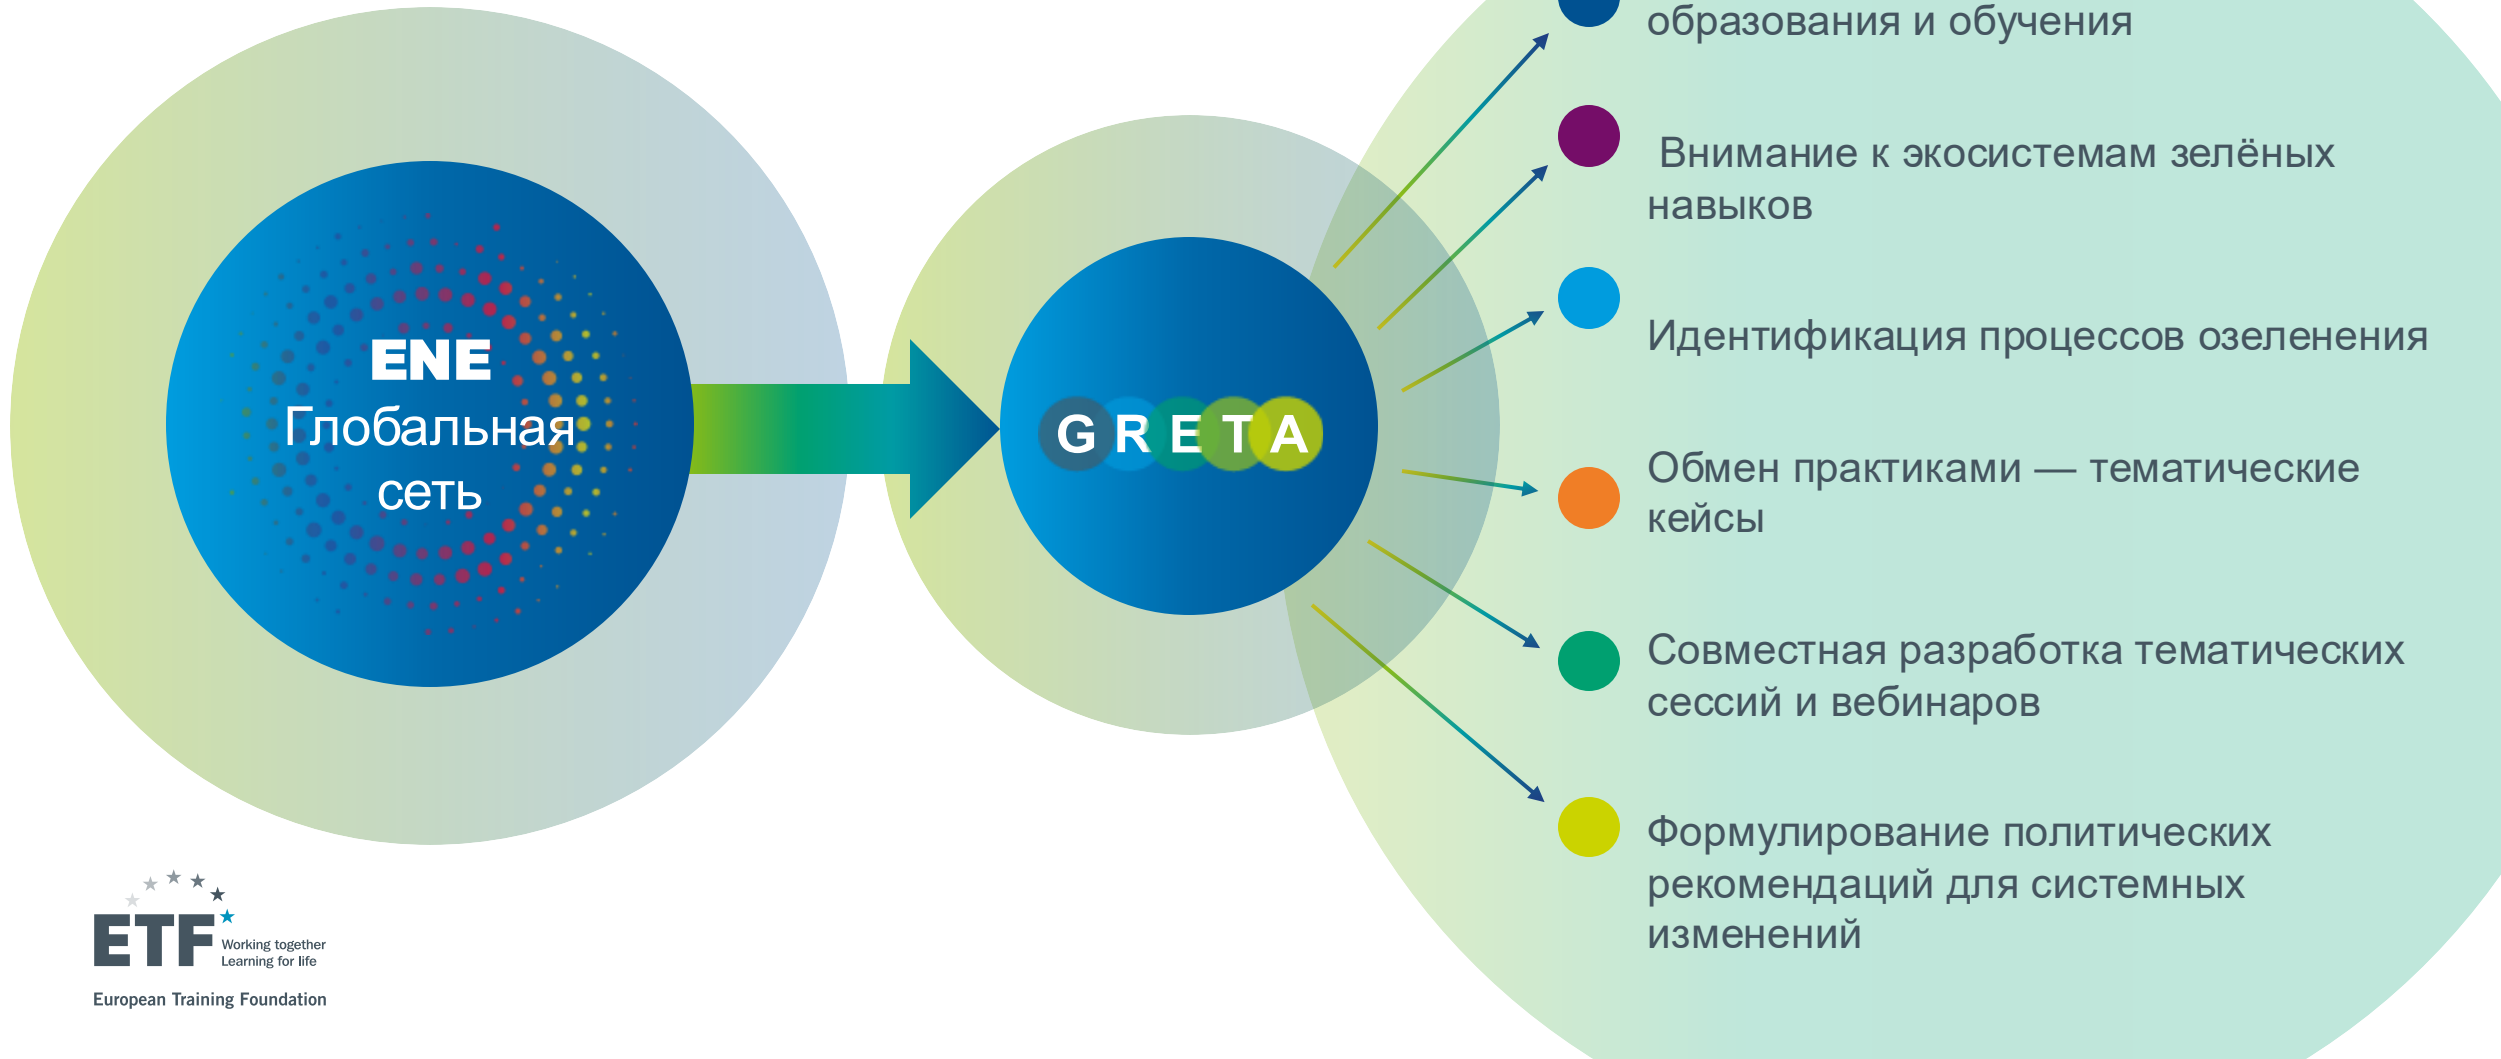 ENE
Глобальная
сеть
GRETA
образования и обучения
Внимание к экосистемам зелёных
навыков
Идентификация процессов озеленения
Обмен практиками — тематические
кейсы
Совместная разработка тематических
сессий и вебинаров
Формулирование политических
рекомендаций для системных
изменений
ETF
Working together
Learning for life
European Training Foundation